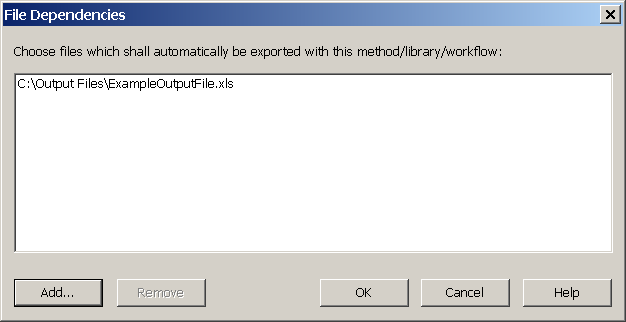 File Dependencies
Choose files which shall automatically be exported with this method/library/workflow:
C:\Output Files\ExampleOutputFile.xls
Add... Remove OK Cancel Help